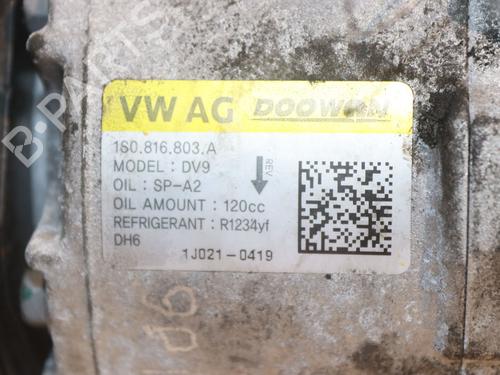 B-PARTS
VW AG DOOWON
1S0.816.803.A
MODEL : DV9
REV.
OIL : SP-A2
OIL AMOUNT : 120cc
REFRIGERANT : R1234yf
DH6
1J021-0419
d6